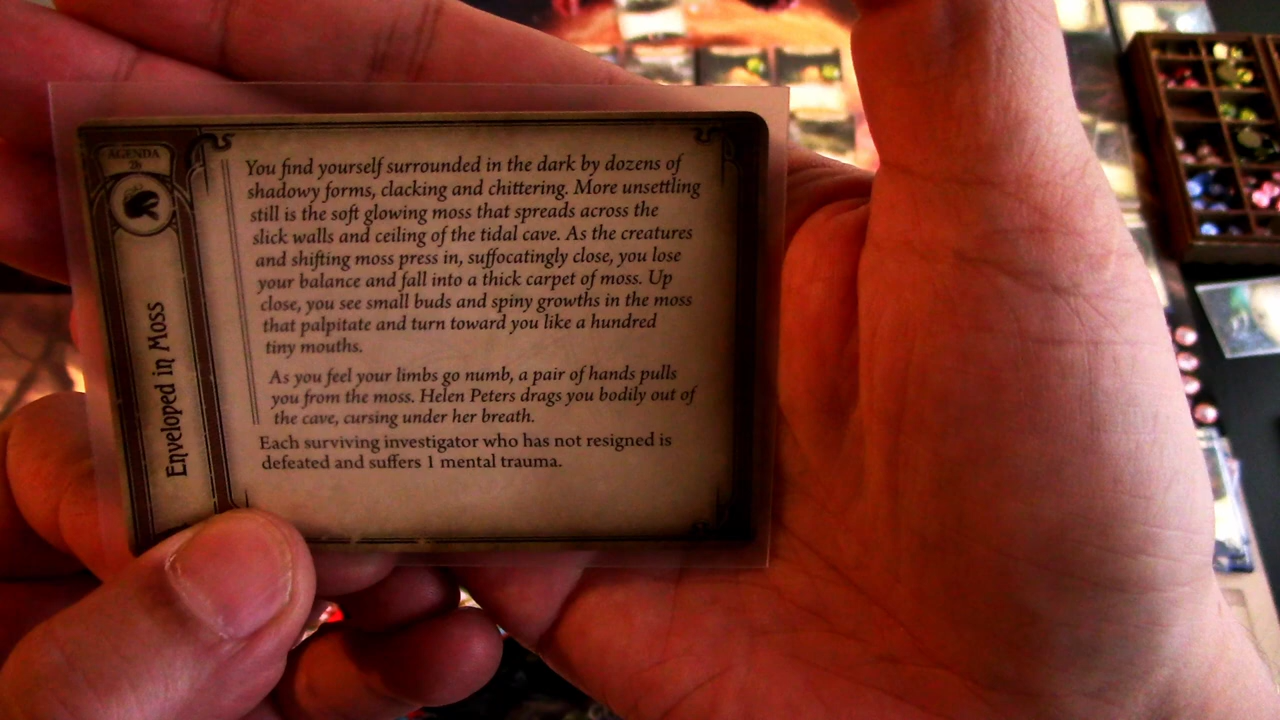 AGENDA
2b
Enveloped in Moss
You find yourself surrounded in the dark by dozens of
shadowy forms, clacking and chittering. More unsettling
still is the soft glowing moss that spreads across the
slick walls and ceiling of the tidal cave. As the creatures
and shifting moss press in, suffocatingly close, you lose
your balance and fall into a thick carpet of moss. Up
close, you see small buds and spiny growths in the moss
that palpitate and turn toward you like a hundred
tiny mouths.
As you feel your limbs go numb, a pair of hands pulls
you from the moss. Helen Peters drags you bodily out of
the cave, cursing under her breath.
Each surviving investigator who has not resigned is
defeated and suffers 1 mental trauma.